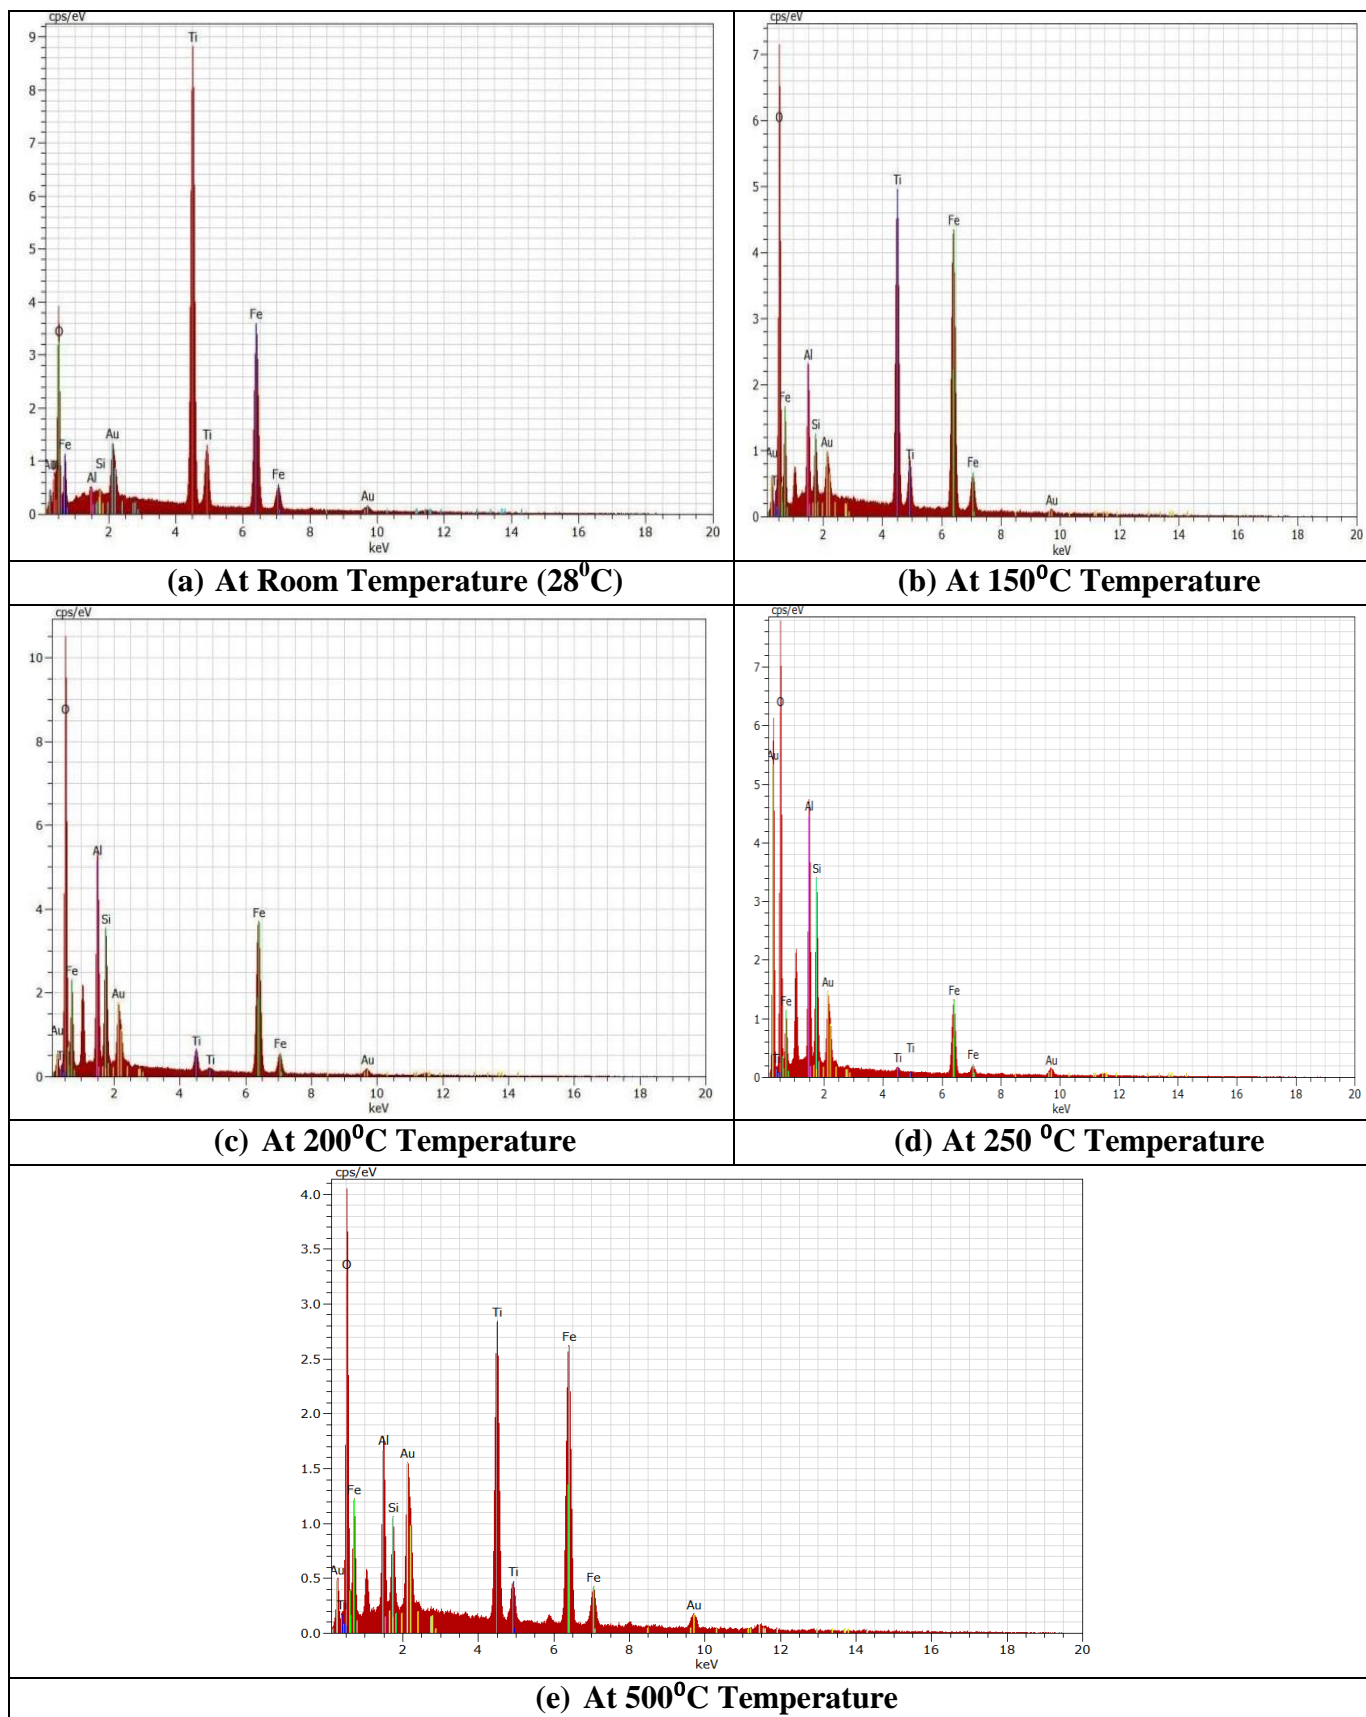 cps/eV
9
8
7
6
5
4
3
2
1
0
Ti
O
Fe
Au
Fe
Al
Si
Au
Ti
Fe
Au
2 4 6 8 10 12 14 16 18 20
keV
(a) At Room Temperature (28⁰C)
cps/eV
7
6
5
4
3
2
1
0
O
Ti
Fe
Al
Fe
Si
Au
Au
Ti
Fe
Au
2 4 6 8 10 12 14 16 18 20
keV
(b) At 150⁰C Temperature
cps/eV
10
8
6
4
2
0
O
Al
Si
Fe
Fe
Au
Au
Ti
Ti
Fe
Au
2 4 6 8 10 12 14 16 18 20
keV
(c) At 200⁰C Temperature
cps/eV
7
6
5
4
3
2
1
0
O
Au
Al
Si
Au
Fe
Fe
Ti
Ti
Ti
Fe
Au
2 4 6 8 10 12 14 16 18 20
keV
(d) At 250 ⁰C Temperature
cps/eV
4.0
3.5
3.0
2.5
2.0
1.5
1.0
0.5
0.0
O
Ti
Fe
Al
Au
Fe
Si
Au
Ti
Ti
Fe
Au
2 4 6 8 10 12 14 16 18 20
keV
(e) At 500⁰C Temperature